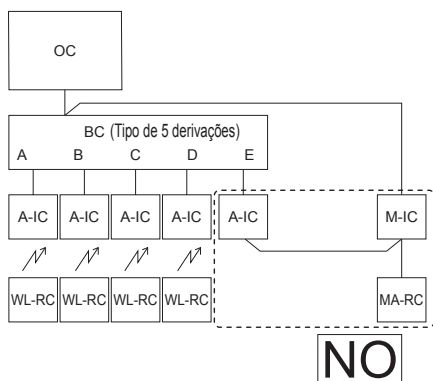 OC
BC (Tipo de 5 derivações)
A B C D E
A-IC A-IC A-IC A-IC A-IC M-IC
WL-RC WL-RC WL-RC WL-RC MA-RC
NO